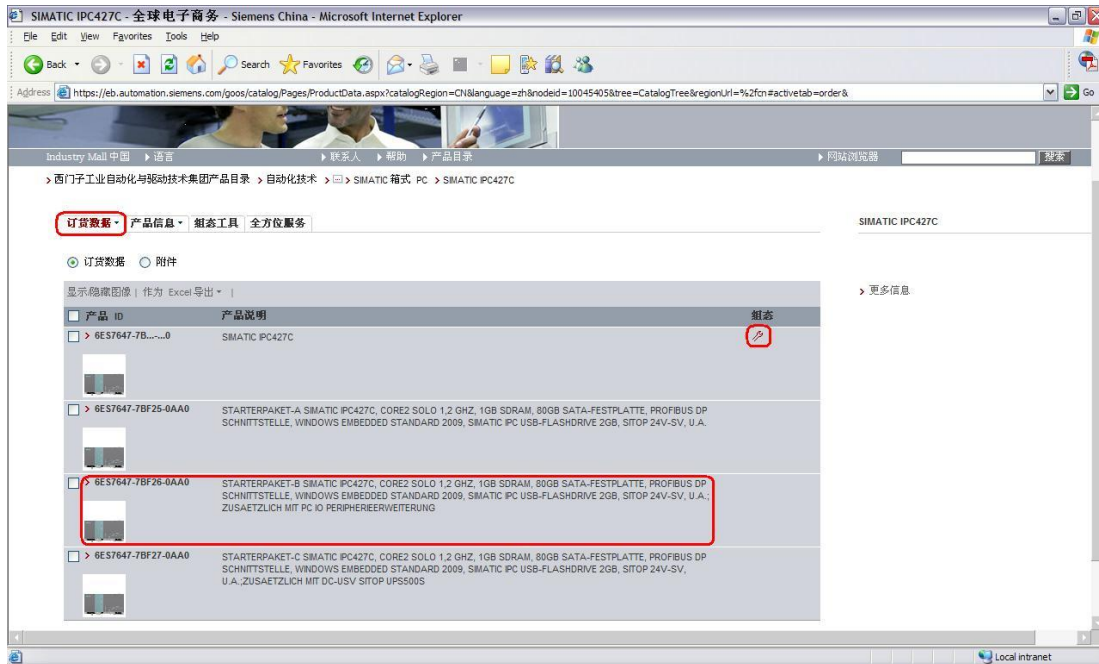 SIMATIC IPC427C - 全球电子商务 - Siemens China - Microsoft Internet Explorer
File Edit View Favorites Tools Help
Back Search Favorites
Address https://eb.automation.siemens.com/goos/catalog/Pages/ProductData.aspx?catalogRegion=CN&language=zh&nodeid=10045405&tree=CatalogTree&regionUrl=%2fcn#activetab=order& Go
Industry Mall 中国 语言 联系人 帮助 产品目录 网站浏览器 搜索
西门子工业自动化与驱动技术集团产品目录 > 自动化技术 > ... > SIMATIC 箱式 PC > SIMATIC IPC427C
订货数据 产品信息 组态工具 全方位服务 SIMATIC IPC427C
订货数据 附件
显示/隐藏图像 | 作为 Excel 导出 | > 更多信息
产品 ID 产品说明 组态
> 6ES7647-7B...-...0 SIMATIC IPC427C
> 6ES7647-7BF25-0AA0 STARTERPAKET-A SIMATIC IPC427C, CORE2 SOLO 1,2 GHZ, 1GB SDRAM, 80GB SATA-FESTPLATTE, PROFIBUS DP
SCHNITTSTELLE, WINDOWS EMBEDDED STANDARD 2009, SIMATIC IPC USB-FLASHDRIVE 2GB, SITOP 24V-SV, U.A.
> 6ES7647-7BF26-0AA0 STARTERPAKET-B SIMATIC IPC427C, CORE2 SOLO 1,2 GHZ, 1GB SDRAM, 80GB SATA-FESTPLATTE, PROFIBUS DP
SCHNITTSTELLE, WINDOWS EMBEDDED STANDARD 2009, SIMATIC IPC USB-FLASHDRIVE 2GB, SITOP 24V-SV, U.A.;
ZUSAETZLICH MIT PC IO PERIPHERIEERWEITERUNG
> 6ES7647-7BF27-0AA0 STARTERPAKET-C SIMATIC IPC427C, CORE2 SOLO 1,2 GHZ, 1GB SDRAM, 80GB SATA-FESTPLATTE, PROFIBUS DP
SCHNITTSTELLE, WINDOWS EMBEDDED STANDARD 2009, SIMATIC IPC USB-FLASHDRIVE 2GB, SITOP 24V-SV,
U.A.;ZUSAETZLICH MIT DC-USV SITOP UPS500S
Local intranet